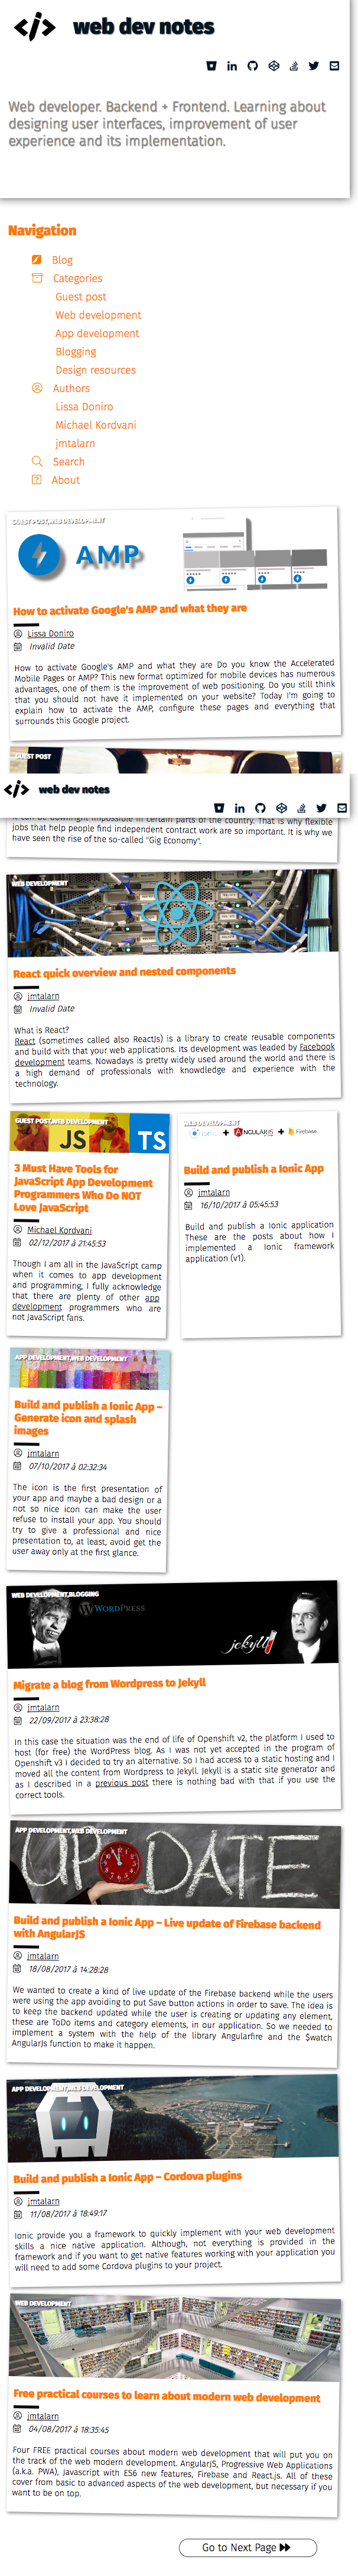 web dev notes
Web developer. Backend + Frontend. Learning about
designing user interfaces, improvement of user
experience and its implementation.
Navigation
Blog
Categories
Guest post
Web development
App development
Blogging
Design resources
Authors
Lissa Doniro
Michael Kordvani
jmtalarn
Search
About
GUEST POST,WEB DEVELOPMENT
AMP
How to activate Google's AMP and what they are
Lissa Doniro
Invalid Date
How to activate Google's AMP and what they are Do you know the Accelerated
Mobile Pages or AMP? This new format optimized for mobile devices has numerous
advantages, one of them is the improvement of web positioning. Do you still think
that you should not have it implemented on your website? Today I'm going to
explain how to activate the AMP, configure these pages and everything that
surrounds this Google project.
GUEST POST
web dev notes
it can be downright impossible in certain parts of the country. That is why flexible
jobs that help people find independent contract work are so important. It is why we
have seen the rise of the so-called "Gig Economy".
WEB DEVELOPMENT
React quick overview and nested components
jmtalarn
Invalid Date
What is React?
React (sometimes called also ReactJs) is a library to create reusable components
and build with that your web applications. Its development was leaded by Facebook
development teams. Nowadays is pretty widely used around the world and there is
a high demand of professionals with knowldedge and experience with the
technology.
GUEST POST,WEB DEVELOPMENT
JS
TS
3 Must Have Tools for
JavaScript App Development
Programmers Who Do NOT
Love JavaScript
Michael Kordvani
02/12/2017 à 21:45:53
Though I am all in the JavaScript camp
when it comes to app development
and programming, I fully acknowledge
that there are plenty of other app
development programmers who are
not JavaScript fans.
WEB DEVELOPMENT
+ ANGULARJS + Firebase
Build and publish a Ionic App
jmtalarn
16/10/2017 à 05:45:53
Build and publish a Ionic application
These are the posts about how I
implemented a Ionic framework
application (v1).
APP DEVELOPMENT,WEB DEVELOPMENT
Build and publish a Ionic App –
Generate icon and splash
images
jmtalarn
07/10/2017 à 02:32:34
The icon is the first presentation of
your app and maybe a bad design or a
not so nice icon can make the user
refuse to install your app. You should
try to give a professional and nice
presentation to, at least, avoid get the
user away only at the first glance.
WEB DEVELOPMENT,BLOGGING
WORDPRESS
jekyll
Migrate a blog from Wordpress to Jekyll
jmtalarn
22/09/2017 à 23:38:28
In this case the situation was the end of life of Openshift v2, the platform I used to
host (for free) the WordPress blog. As I was not yet accepted in the program of
Openshift v3 I decided to try an alternative. So I had access to a static hosting and I
moved all the content from Wordpress to Jekyll. Jekyll is a static site generator and
as I described in a previous post there is nothing bad with that if you use the
correct tools.
APP DEVELOPMENT,WEB DEVELOPMENT
UPDATE
Build and publish a Ionic App – Live update of Firebase backend
with AngularJS
jmtalarn
18/08/2017 à 14:28:28
We wanted to create a kind of live update of the Firebase backend while the users
were using the app avoiding to put Save button actions in order to save. The idea is
to keep the backend updated while the user is creating or updating any element,
these are ToDo items and category elements, in our application. So we needed to
implement a system with the help of the library Angularfire and the $watch
AngularJs function to make it happen.
APP DEVELOPMENT,WEB DEVELOPMENT
Build and publish a Ionic App – Cordova plugins
jmtalarn
11/08/2017 à 18:49:17
Ionic provide you a framework to quickly implement with your web development
skills a nice native application. Although, not everything is provided in the
framework and if you want to get native features working with your application you
will need to add some Cordova plugins to your project.
WEB DEVELOPMENT
Free practical courses to learn about modern web development
jmtalarn
04/08/2017 à 18:35:45
Four FREE practical courses about modern web development that will put you on
the track of the modern web development. AngularJS, Progressive Web Applications
(a.k.a. PWA), Javascript with ES6 new features, Firebase and React.js. All of these
cover from basic to advanced aspects of the web development, but necessary if you
want to be on top.
Go to Next Page